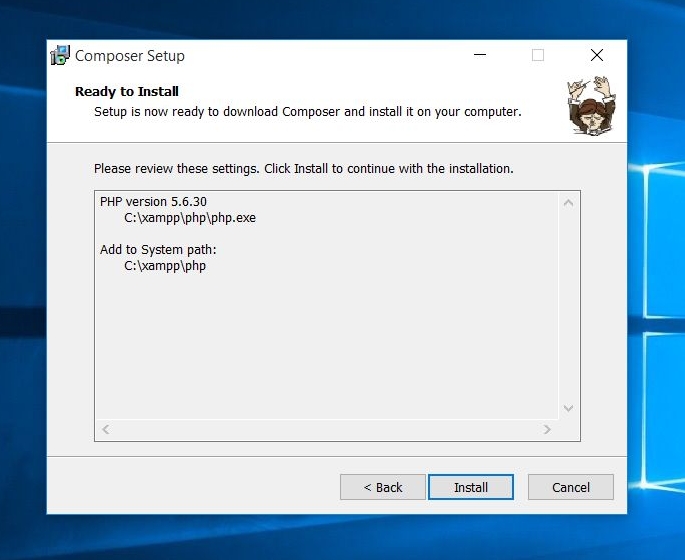 Composer Setup
Ready to Install
Setup is now ready to download Composer and install it on your computer.
Please review these settings. Click Install to continue with the installation.
PHP version 5.6.30
C:\xampp\php\php.exe
Add to System path:
C:\xampp\php
< Back Install Cancel